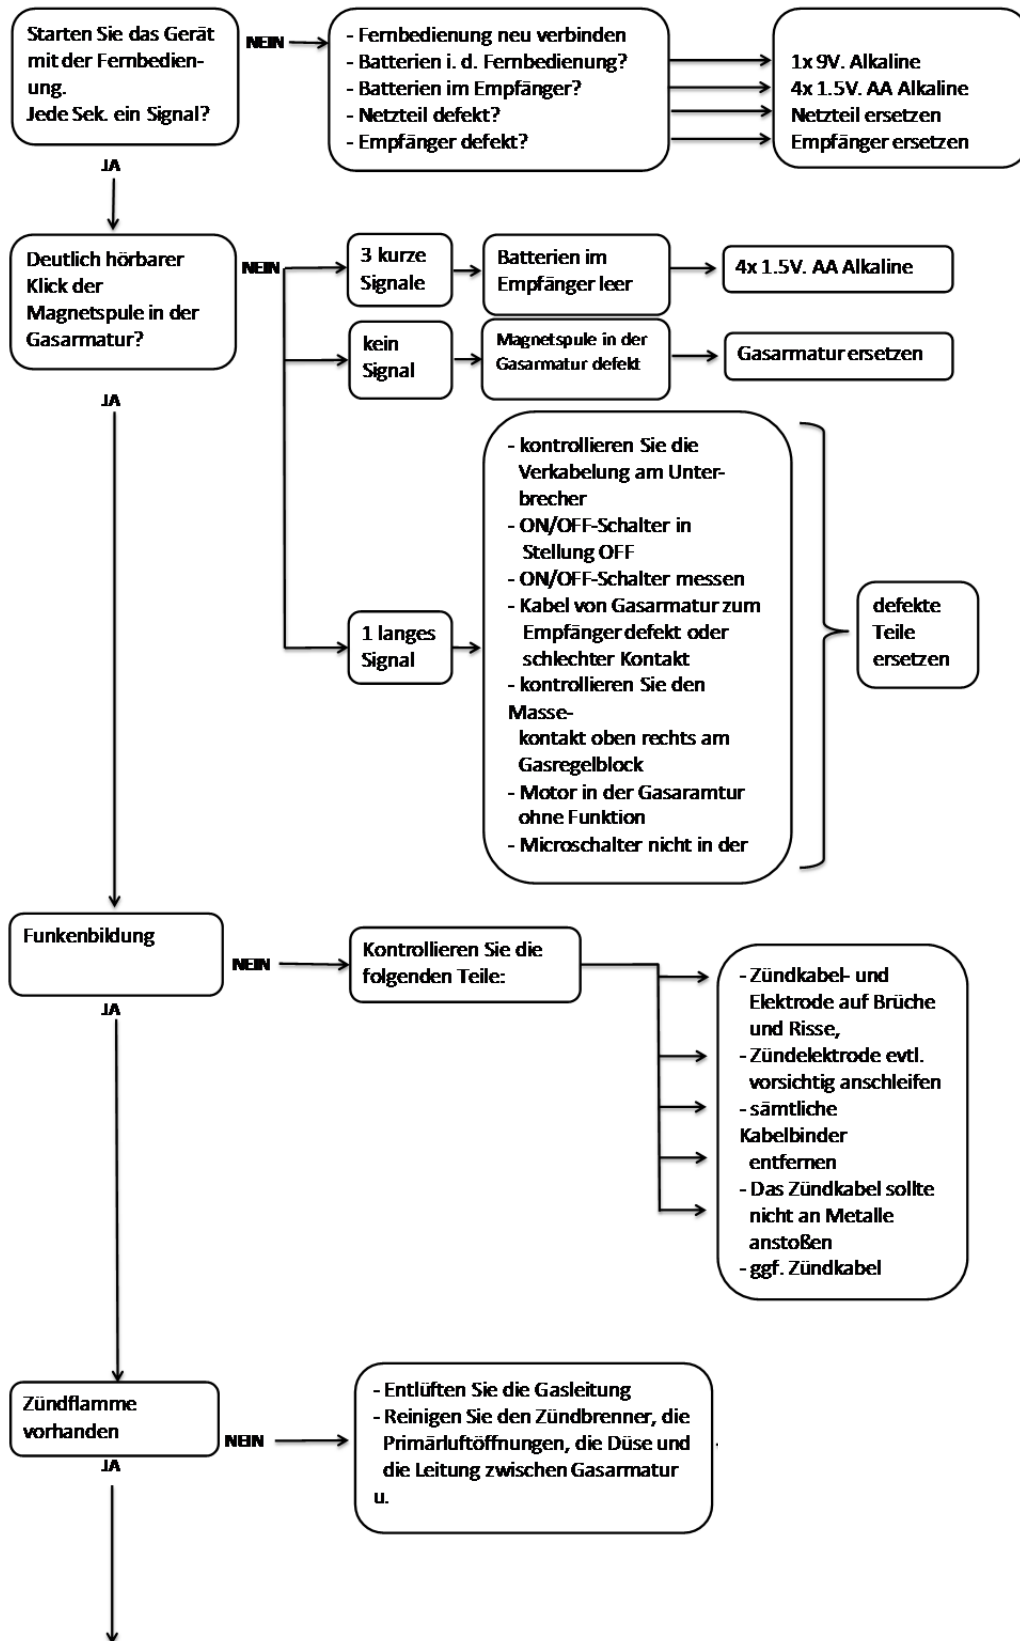 Starten Sie das Gerät
mit der Fernbedien-
ung.
Jede Sek. ein Signal?
NEIN
- Fernbedienung neu verbinden
- Batterien i. d. Fernbedienung?
- Batterien im Empfänger?
- Netzteil defekt?
- Empfänger defekt?
1x 9V. Alkaline
4x 1.5V. AA Alkaline
Netzteil ersetzen
Empfänger ersetzen
JA
Deutlich hörbarer
Klick der
Magnetspule in der
Gasarmatur?
NEIN
3 kurze
Signale
Batterien im
Empfänger leer
4x 1.5V. AA Alkaline
kein
Signal
Magnetspule in der
Gasarmatur defekt
Gasarmatur ersetzen
JA
1 langes
Signal
- kontrollieren Sie die
Verkabelung am Unter-
brecher
- ON/OFF-Schalter in
Stellung OFF
- ON/OFF-Schalter messen
- Kabel von Gasarmatur zum
Empfänger defekt oder
schlechter Kontakt
- kontrollieren Sie den
Masse-
kontakt oben rechts am
Gasregelblock
- Motor in der Gasaramtur
ohne Funktion
- Microschalter nicht in der
defekte
Teile
ersetzen
Funkenbildung
NEIN
Kontrollieren Sie die
folgenden Teile:
- Zündkabel- und
Elektrode auf Brüche
und Risse,
- Zündelektrode evtl.
vorsichtig anschleifen
- sämtliche
Kabelbinder
entfernen
- Das Zündkabel sollte
nicht an Metalle
anstoßen
- ggf. Zündkabel
JA
Zündflamme
vorhanden
NEIN
- Entlüften Sie die Gasleitung
- Reinigen Sie den Zündbrenner, die
Primärluftöffnungen, die Düse und
die Leitung zwischen Gasarmatur
u.
JA